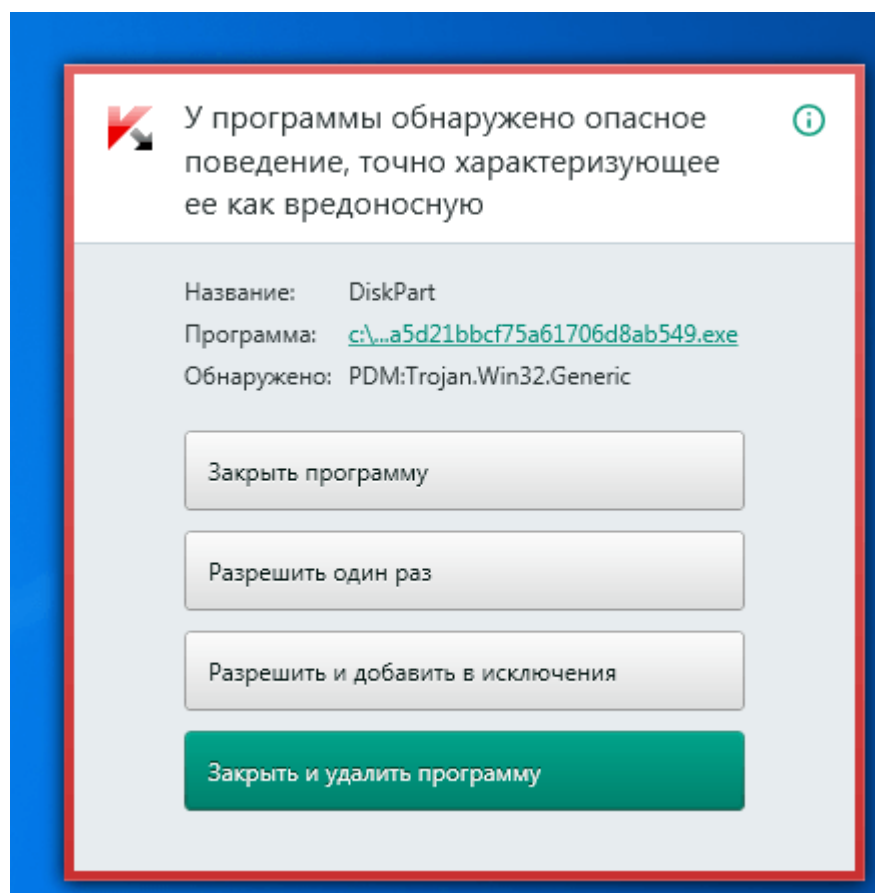 У программы обнаружено опасное
поведение, точно характеризующее
ее как вредоносную
Название: DiskPart
Программа: c:\...a5d21bbcf75a61706d8ab549.exe
Обнаружено: PDM:Trojan.Win32.Generic
Закрыть программу
Разрешить один раз
Разрешить и добавить в исключения
Закрыть и удалить программу